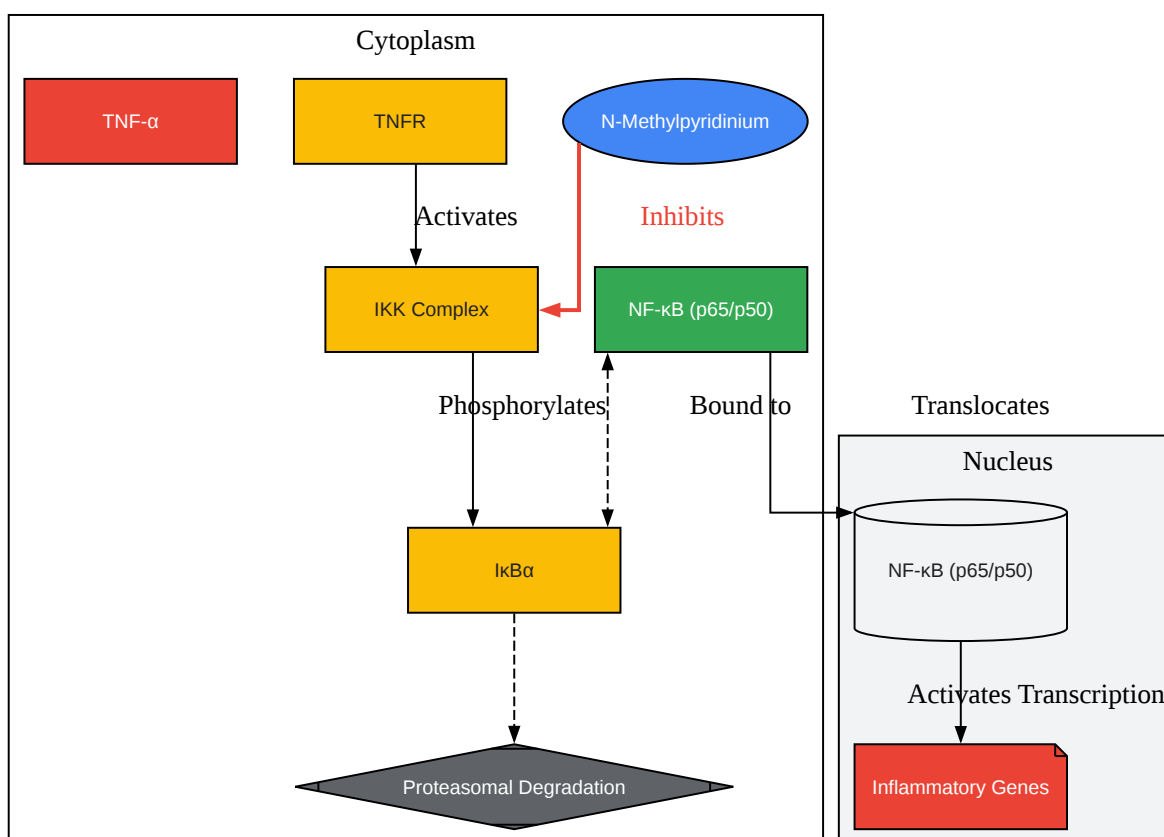 Cytoplasm
TNF-α
TNFR
N-Methylpyridinium
Activates
Inhibits
IKK Complex
NF-κB (p65/p50)
Phosphorylates
Bound to
Translocates
Nucleus
IκBα
NF-κB (p65/p50)
Activates Transcription
Proteasomal Degradation
Inflammatory Genes